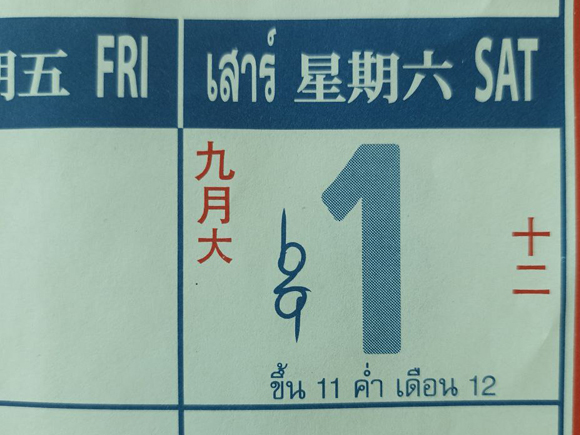 期五 FRI
เสาร์ 星期六 SAT
九月大
1
十二
ขึ้น 11 ค่ำ เดือน 12